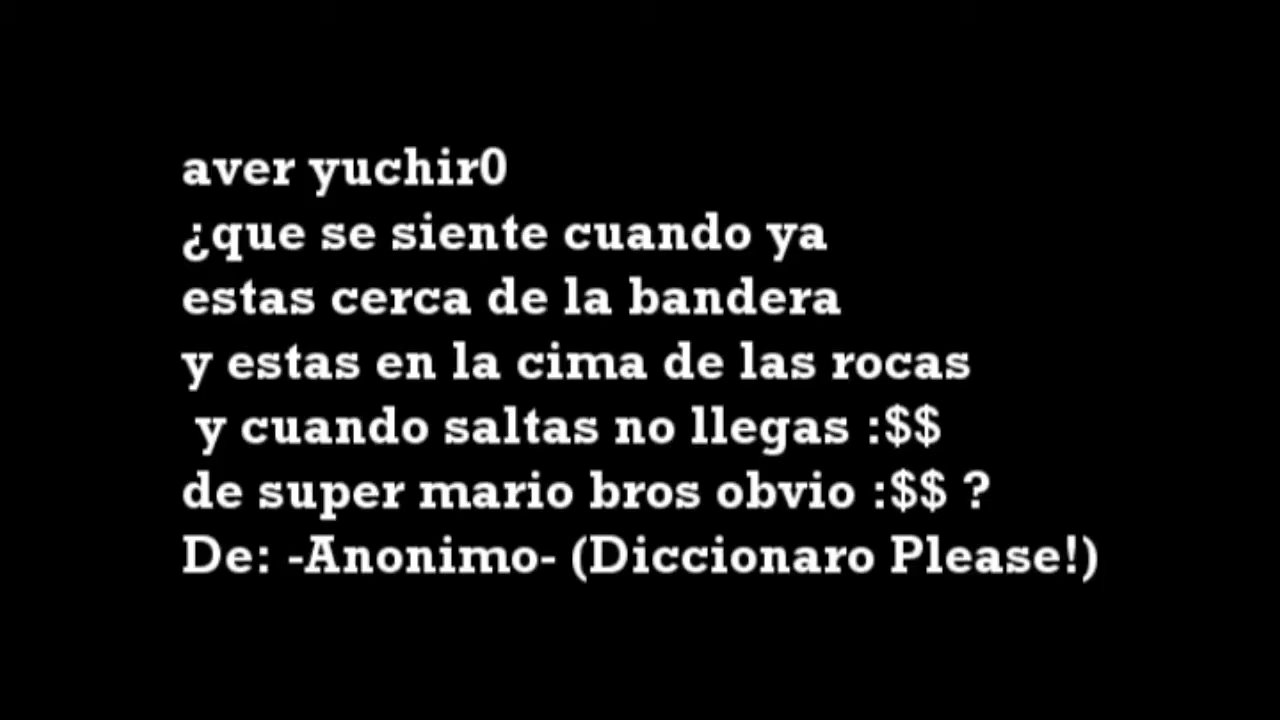 aver yuchir0
¿que se siente cuando ya
estas cerca de la bandera
y estas en la cima de las rocas
y cuando saltas no llegas :$$
de super mario bros obvio :$$ ?
De: -Anonimo- (Diccionaro Please!)